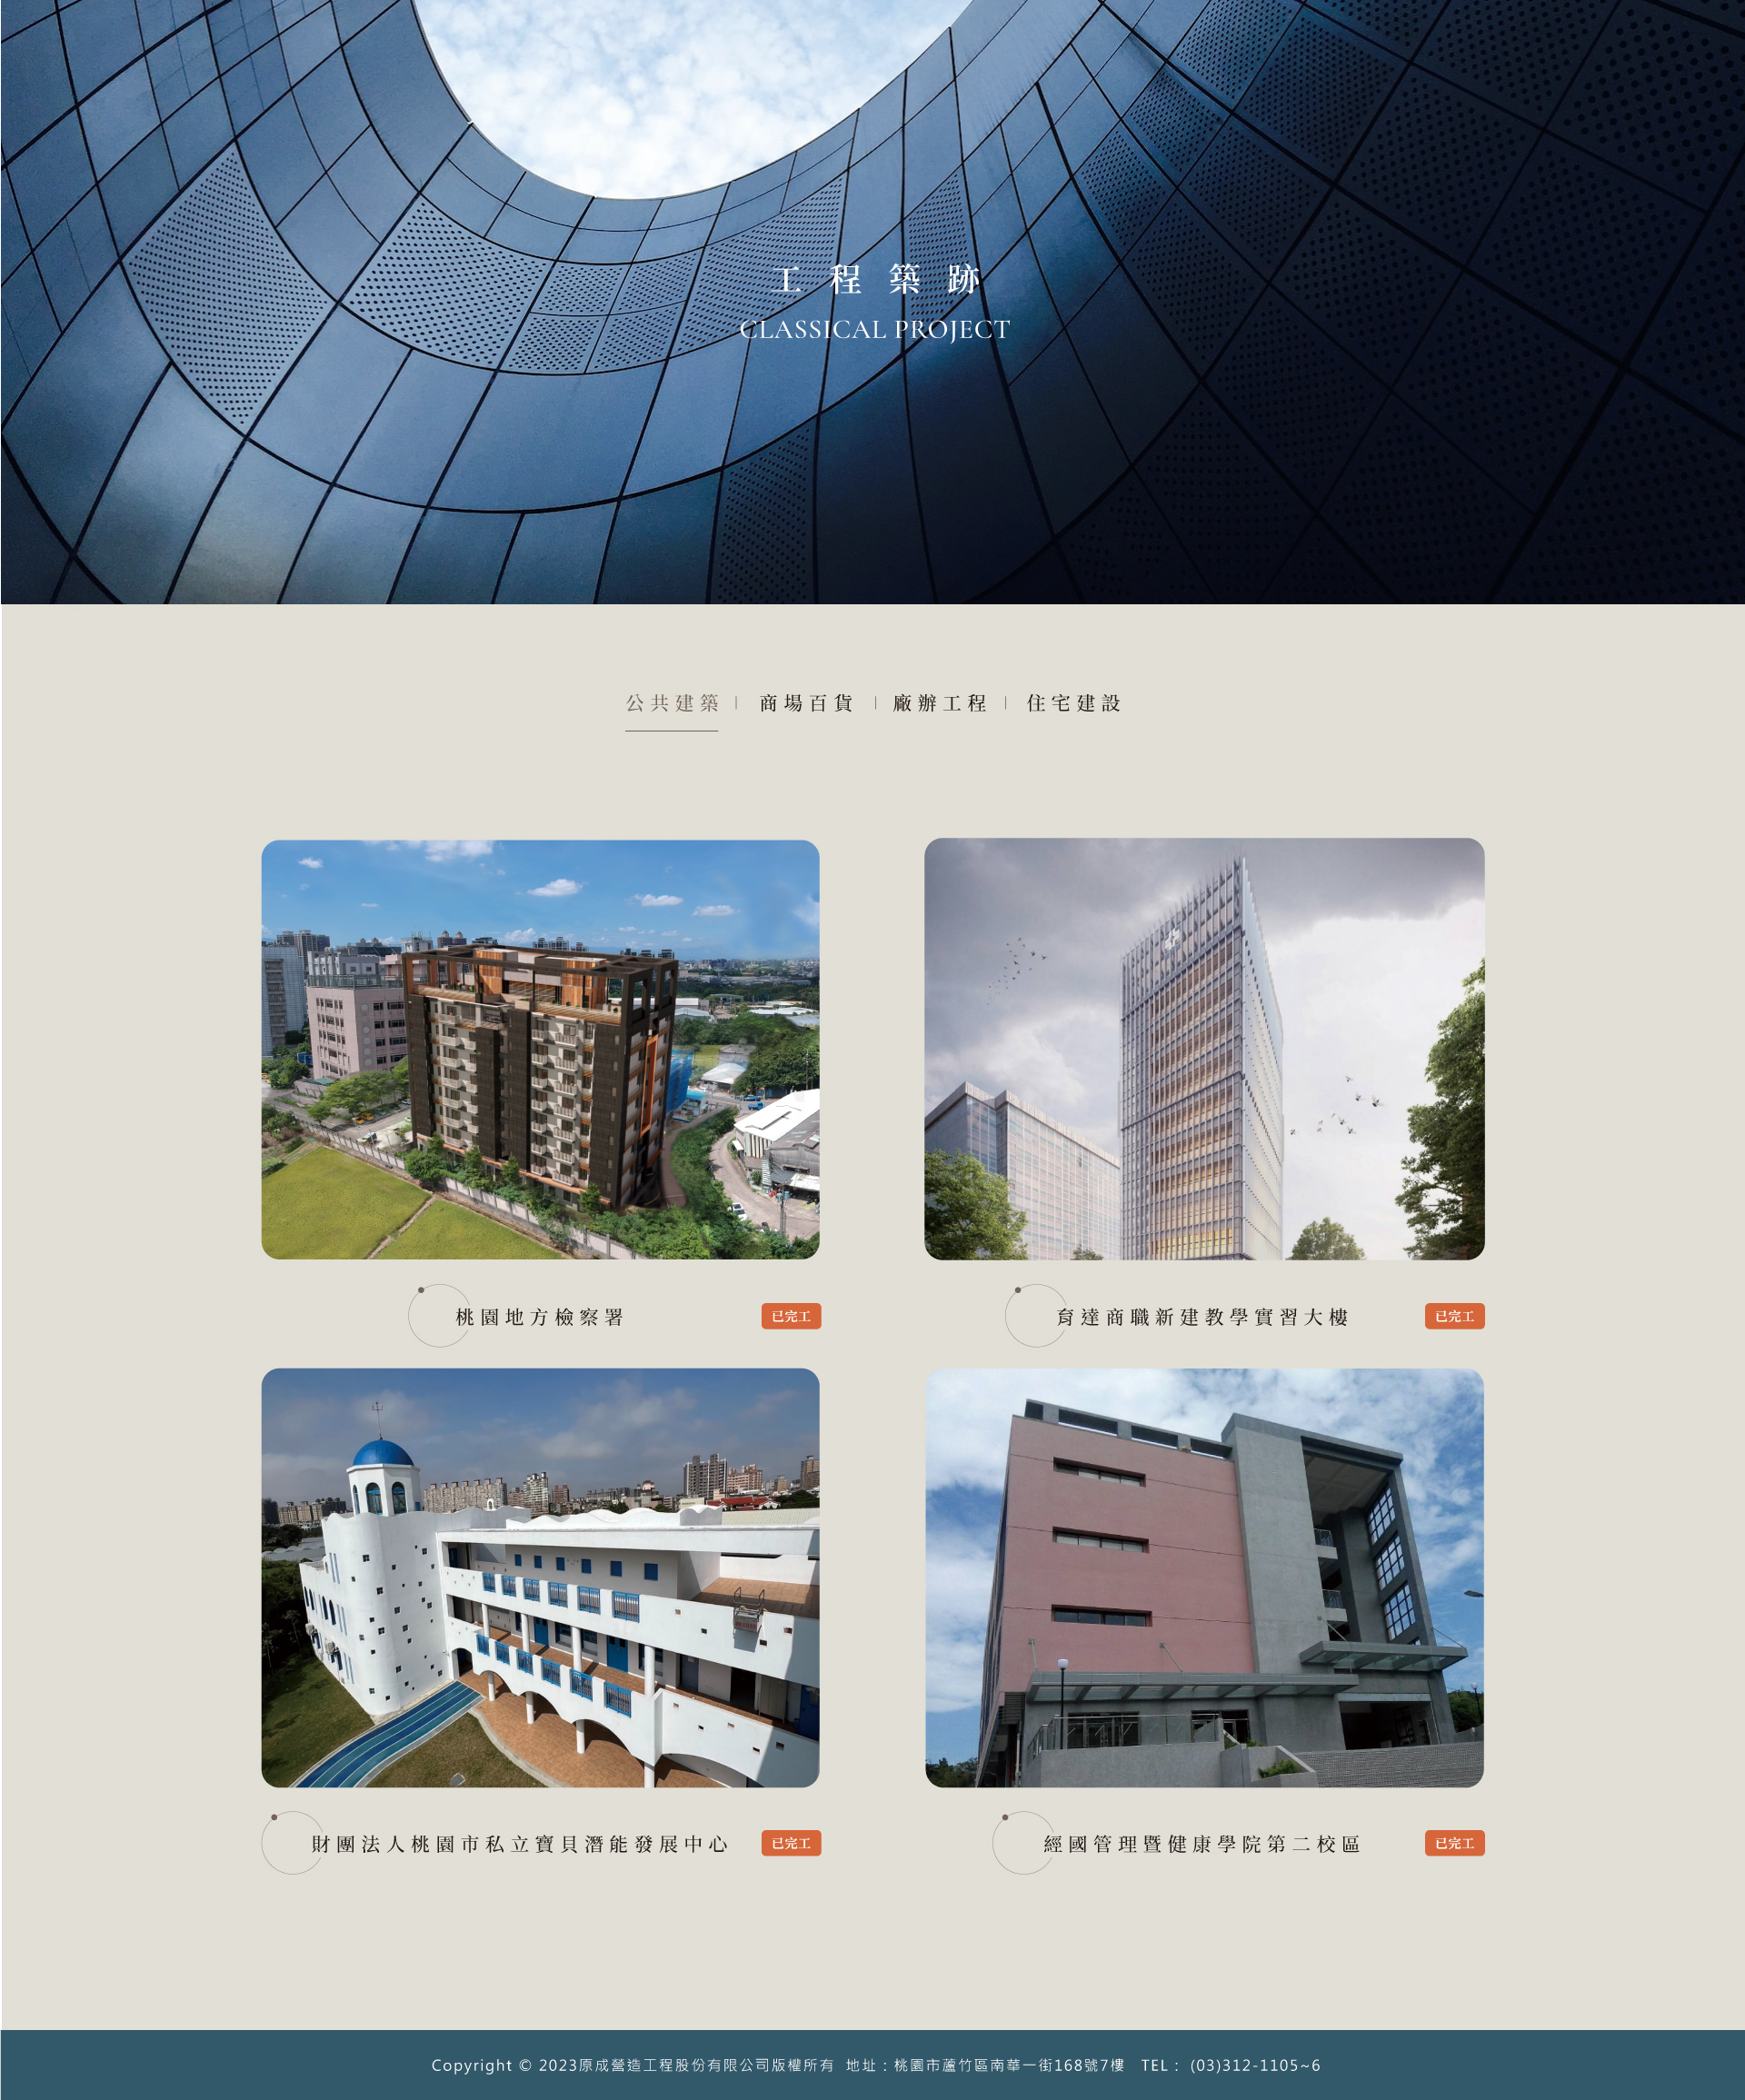 工程築跡
CLASSICAL PROJECT
公共建築 | 商場百貨 | 廠辦工程 | 住宅建設
桃園地方檢察署
已完工
育達商職新建教學實習大樓
已完工
財團法人桃園市私立寶貝潛能發展中心
已完工
經國管理暨健康學院第二校區
已完工
Copyright © 2023原成營造工程股份有限公司版權所有 地址：桃園市蘆竹區南華一街168號7樓 TEL： (03)312-1105~6